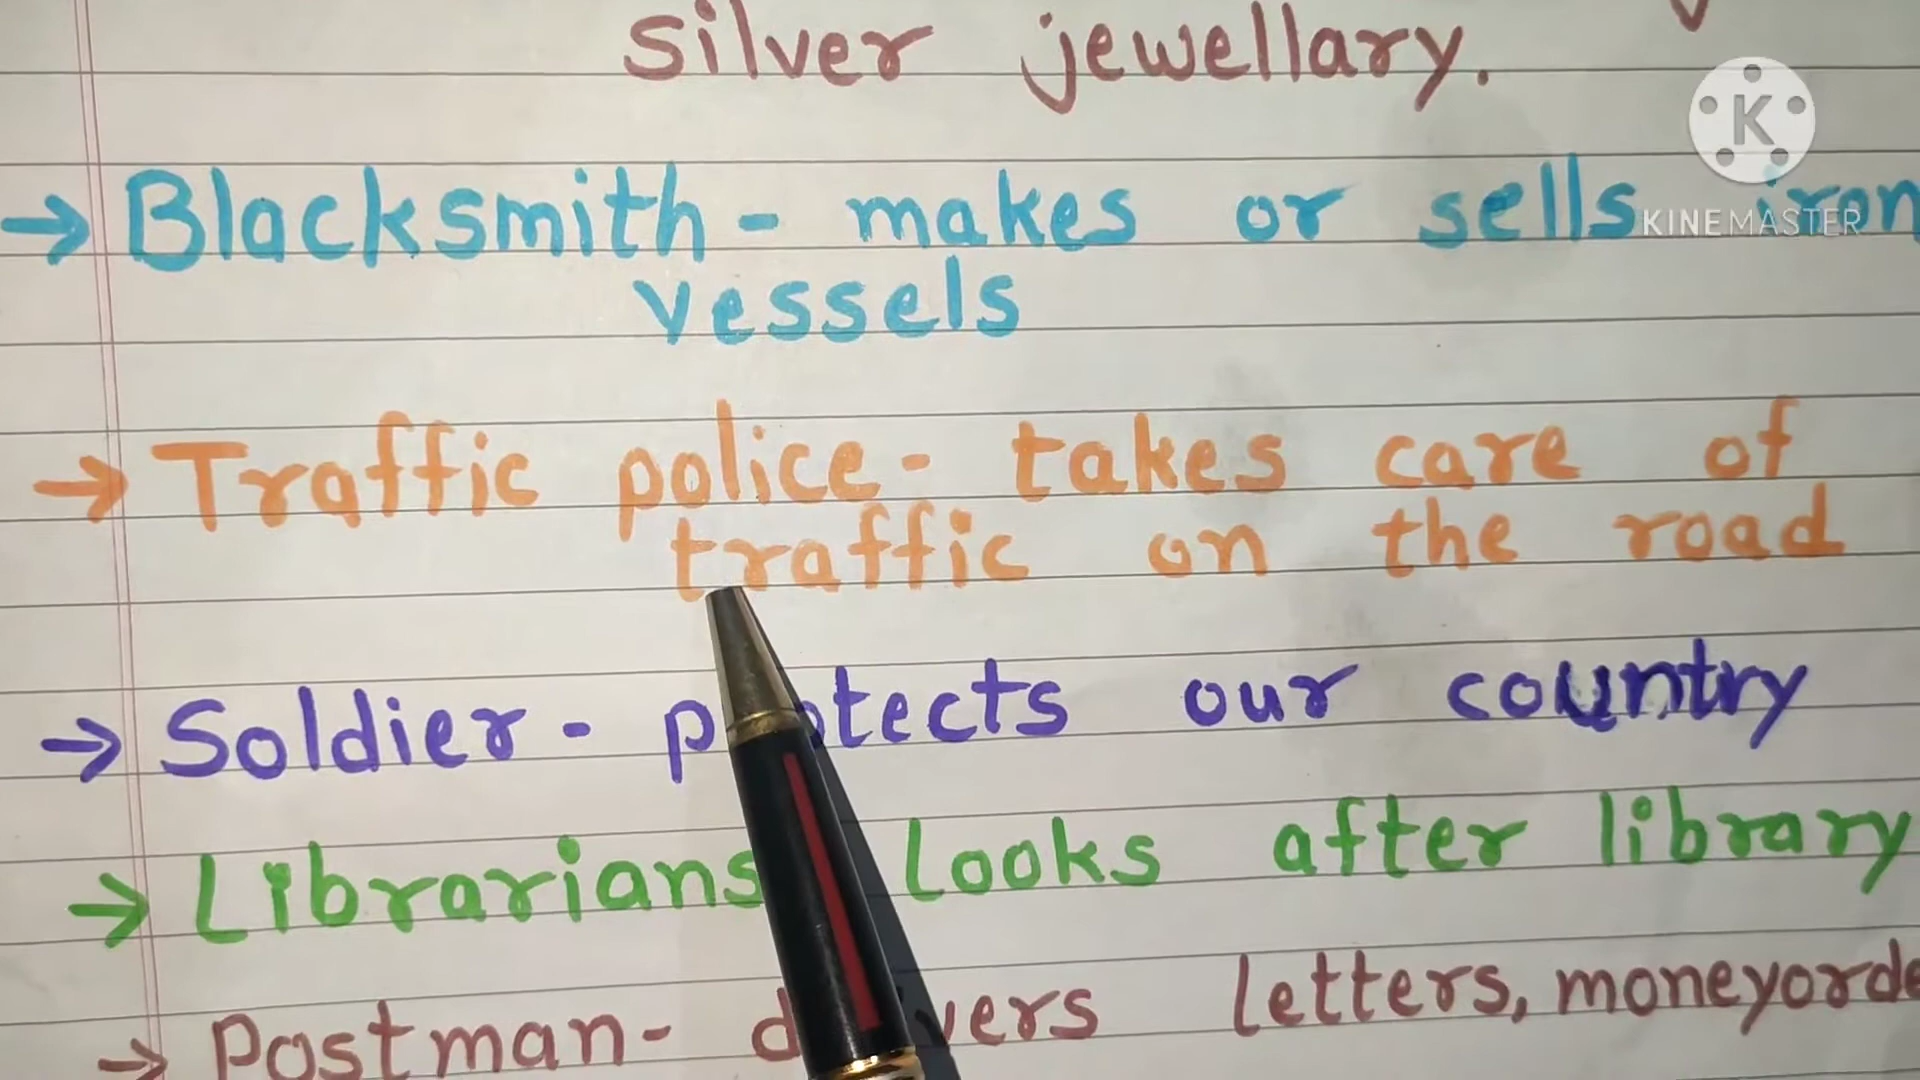 silver jewellary.
→ Blacksmith - makes or sells iron
vessels
→ Traffic police - takes care of
traffic on the road
→ Soldier - protects our country
→ Librarians looks after library
→ Postman - letters, moneyorde
K
KINEMASTER